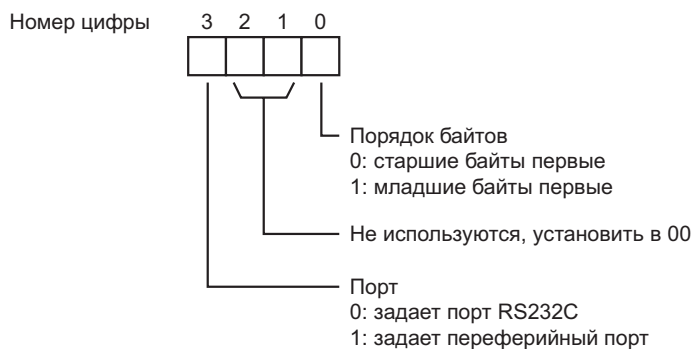 Номер цифры 3 2 1 0
Порядок байтов
0: старшие байты первые
1: младшие байты первые
Не используются, установить в 00
Порт
0: задает порт RS232C
1: задает переферийный порт